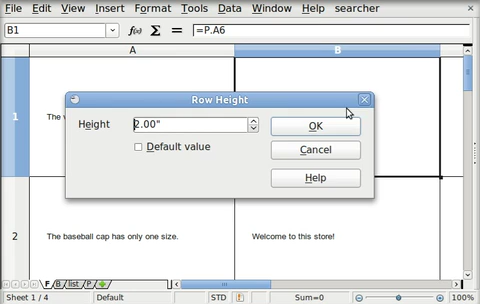 File Edit View Insert Format Tools Data Window Help searcher
B1 f(x) Σ = =P.A6
A B
Row Height
1 The
Height 2.00"
OK
Default value
Cancel
Help
2 The baseball cap has only one size. Welcome to this store!
F B list P
Sheet 1 / 4 Default STD Sum=0 100%